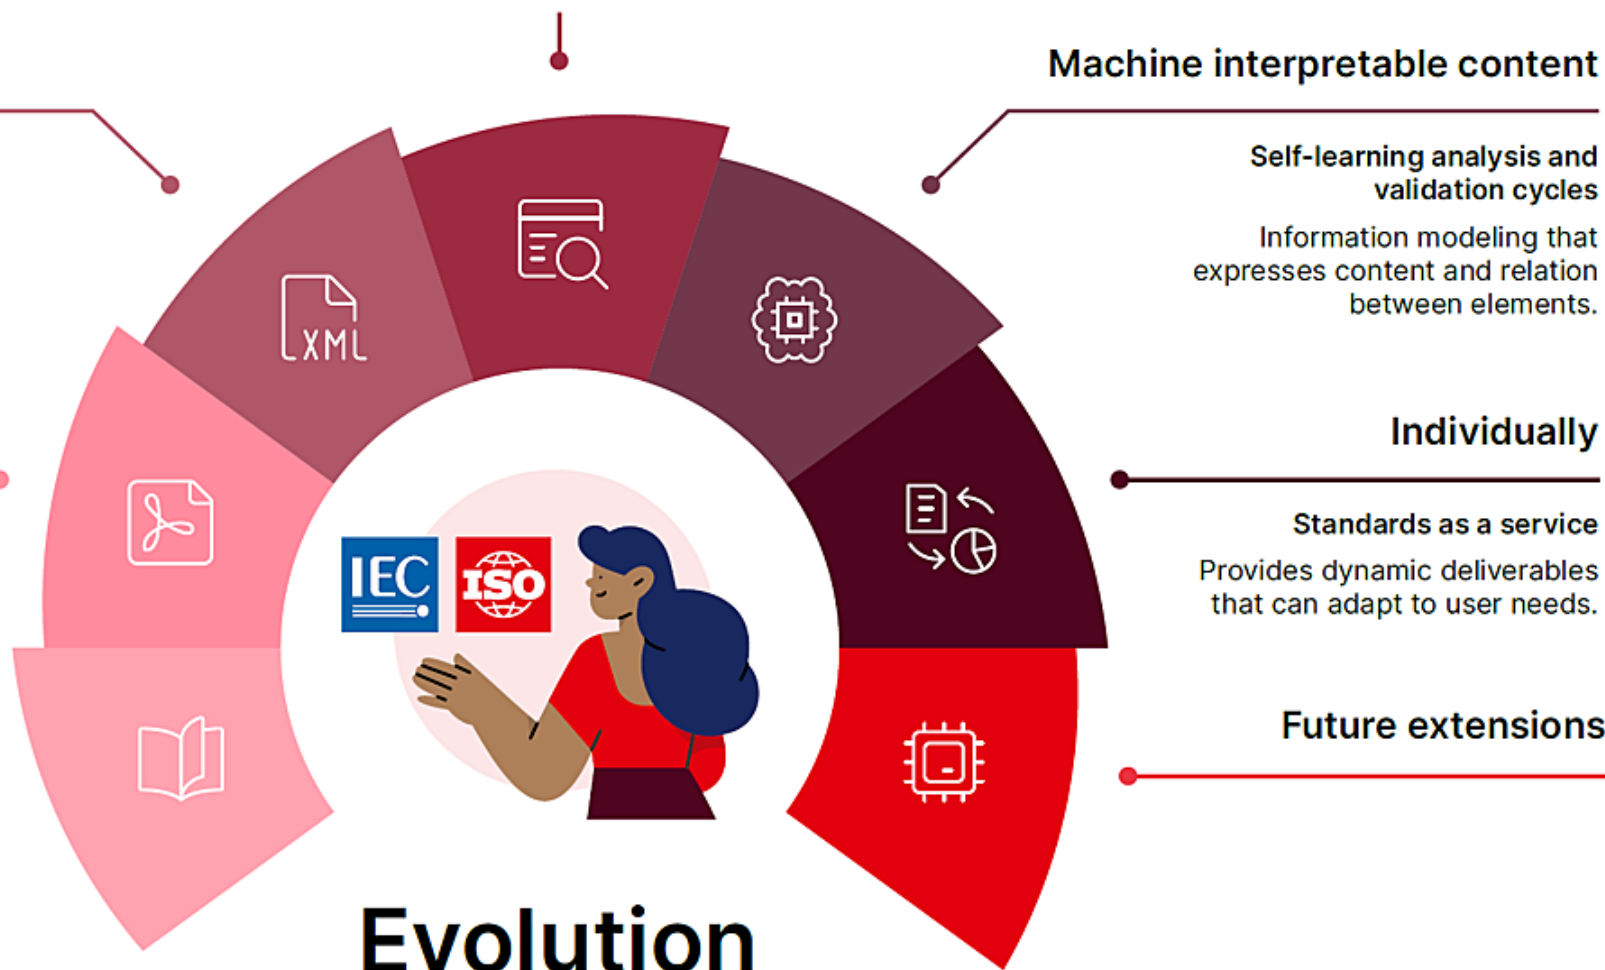 Machine interpretable content
Self-learning analysis and
validation cycles
Information modeling that
expresses content and relation
between elements.
XML
Individually
Standards as a service
Provides dynamic deliverables
that can adapt to user needs.
IEC
ISO
Future extensions
Evolution